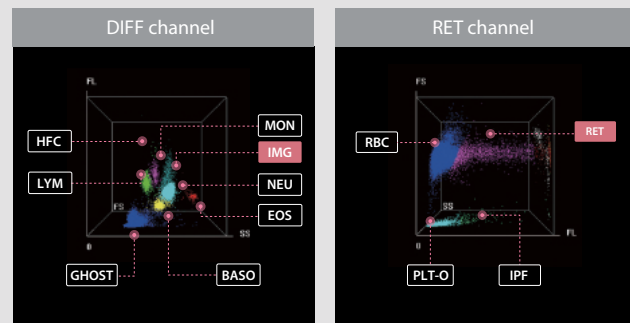 DIFF channel
FL
HFC
MON
IMG
LYM
NEU
FS
EOS
0
SS
GHOST
BASO
RET channel
FS
RBC
RET
SS
0
FL
PLT-O
IPF